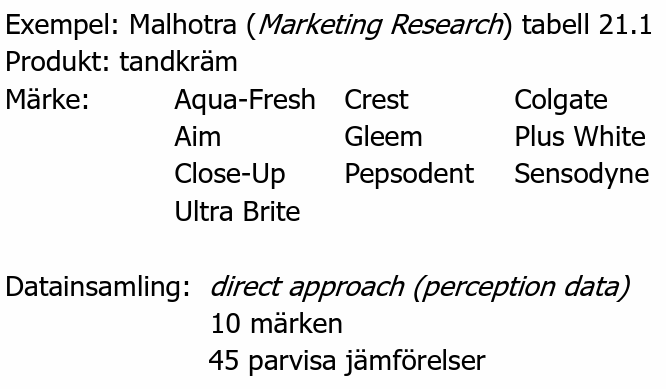 Exempel: Malhotra (Marketing Research) tabell 21.1
Produkt: tandkräm
Märke: Aqua-Fresh Crest Colgate
Aim Gleem Plus White
Close-Up Pepsodent Sensodyne
Ultra Brite
Datainsamling: direct approach (perception data)
10 märken
45 parvisa jämförelser